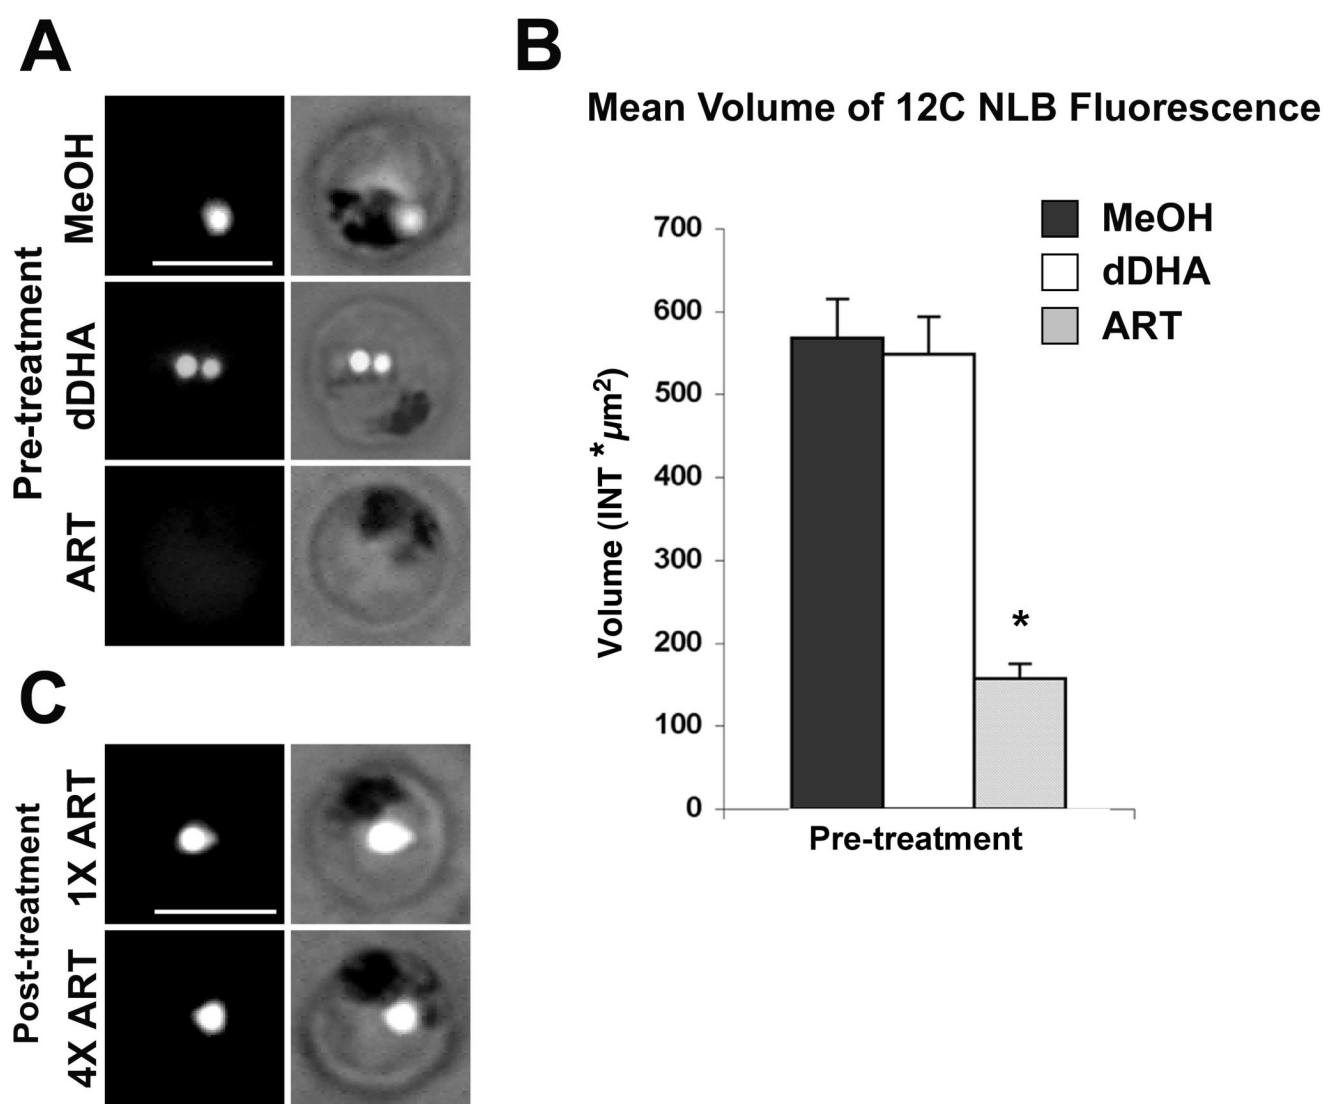 A
Pre-treatment
MeOH
dDHA
ART
B
Mean Volume of 12C NLB Fluorescence
MeOH
dDHA
ART
Volume (INT * µm²)
700
600
500
400
300
200
100
0
*
Pre-treatment
C
Post-treatment
1X ART
4X ART